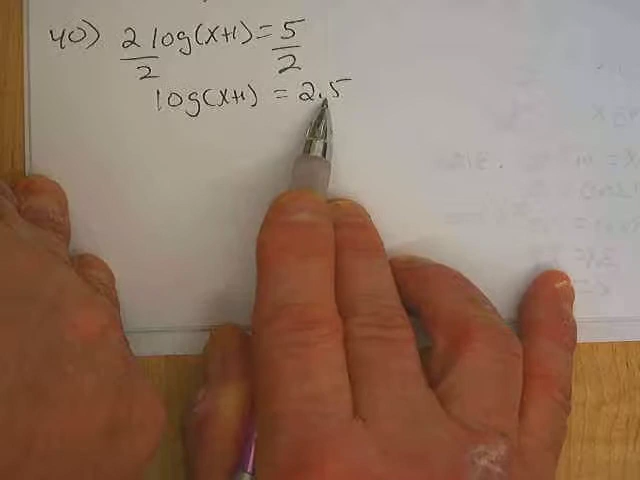 40) 2 log(x+1) = 5
2 2
log(x+1) = 2.5